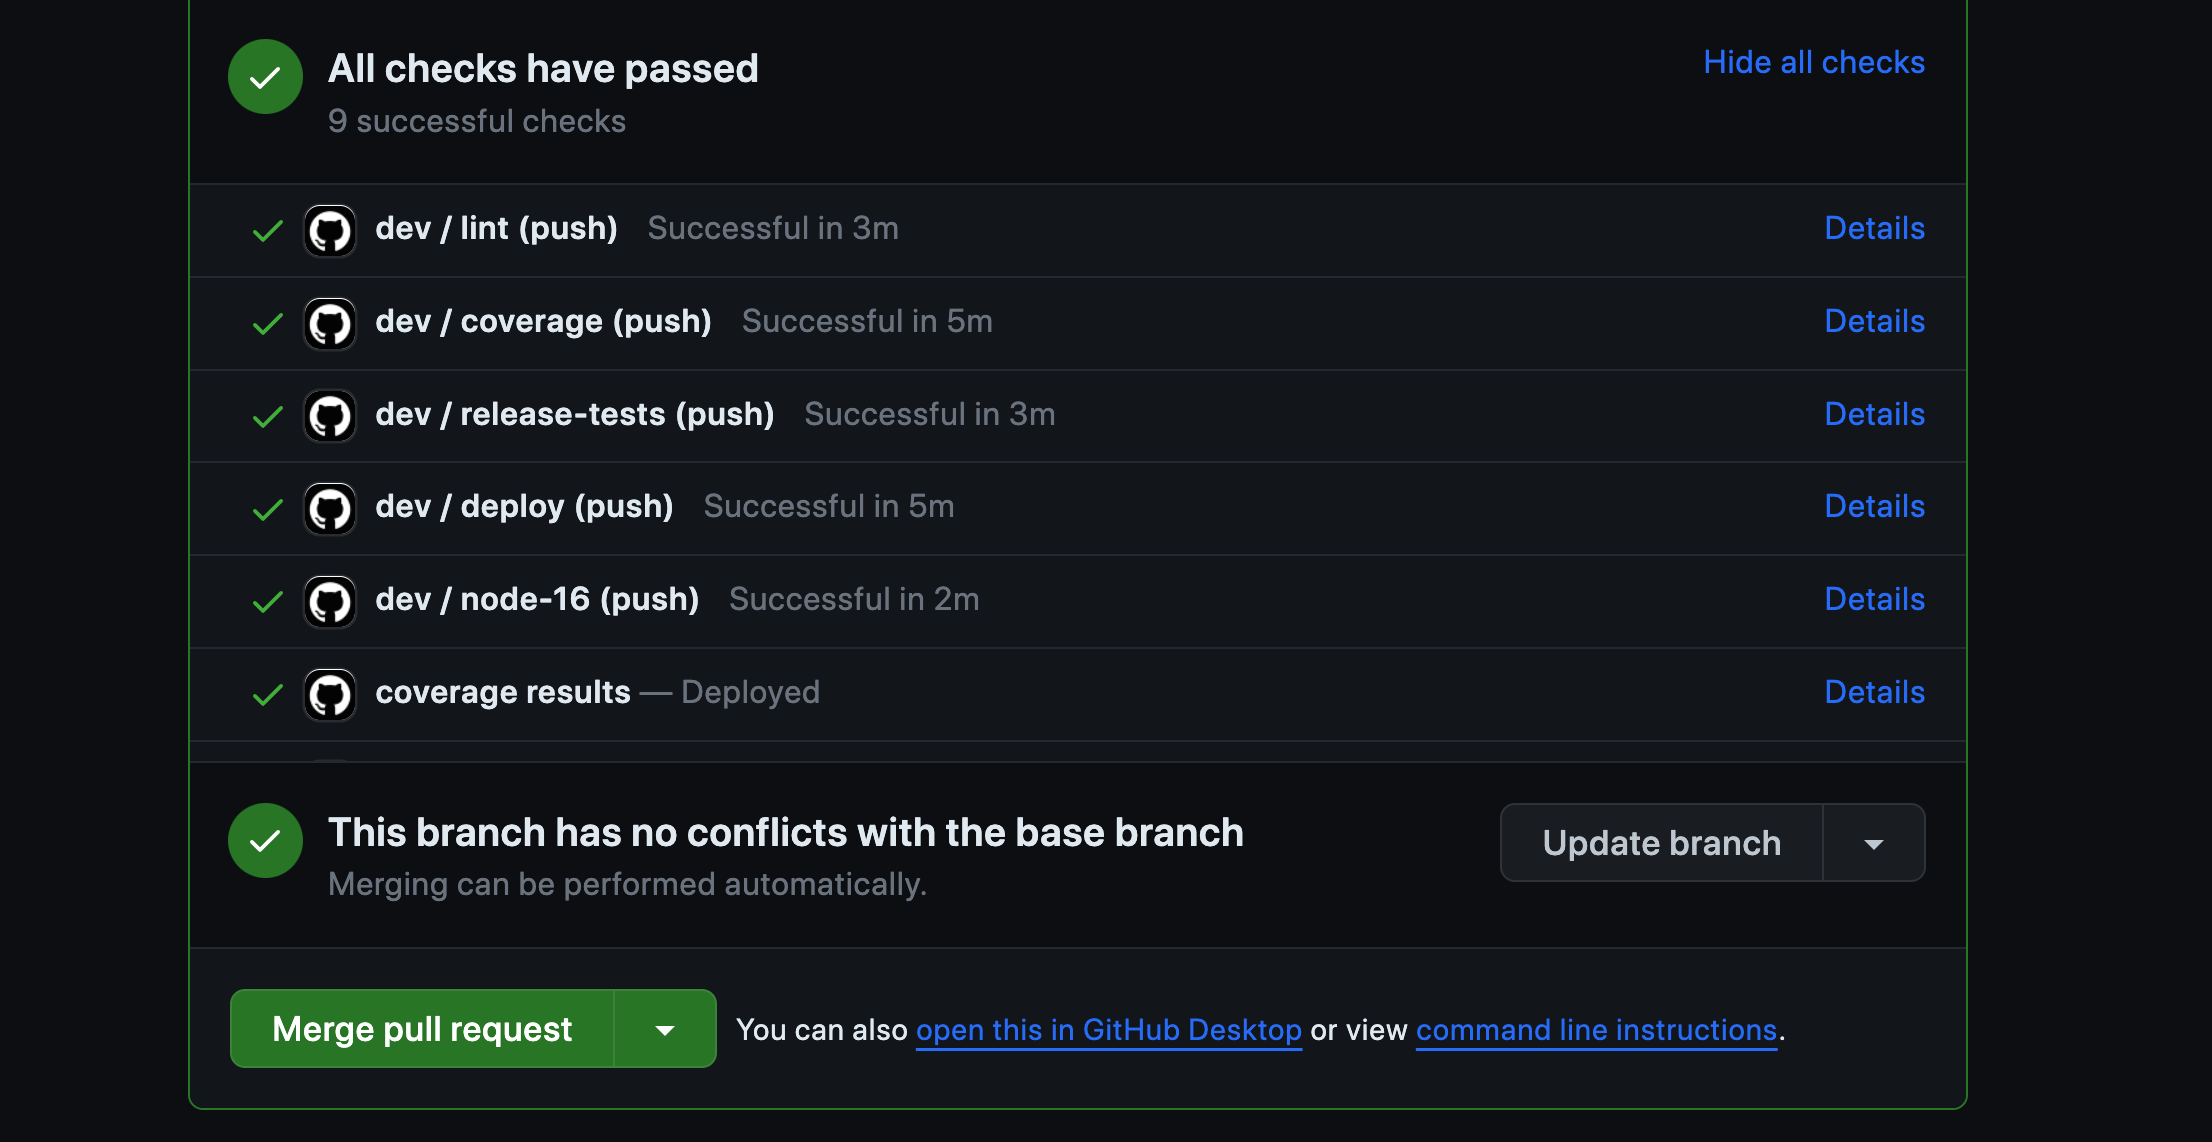 All checks have passed
Hide all checks
9 successful checks
dev / lint (push) Successful in 3m Details
dev / coverage (push) Successful in 5m Details
dev / release-tests (push) Successful in 3m Details
dev / deploy (push) Successful in 5m Details
dev / node-16 (push) Successful in 2m Details
coverage results — Deployed Details
This branch has no conflicts with the base branch
Merging can be performed automatically.
Update branch
Merge pull request
You can also open this in GitHub Desktop or view command line instructions.